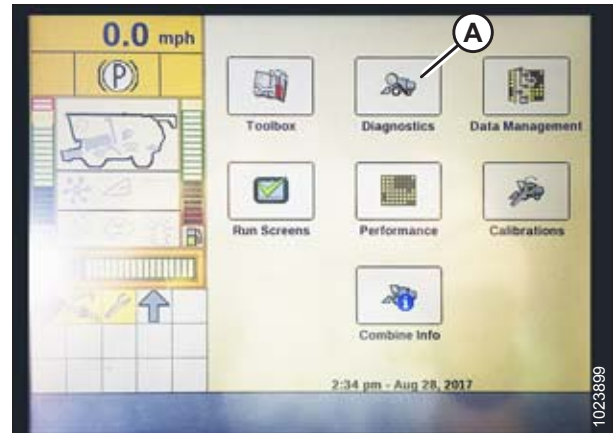 0.0 mph
A
(P)
Toolbox
Diagnostics
Data Management
Run Screens
Performance
Calibrations
Combine Info
2:34 pm - Aug 28, 2017
1023899